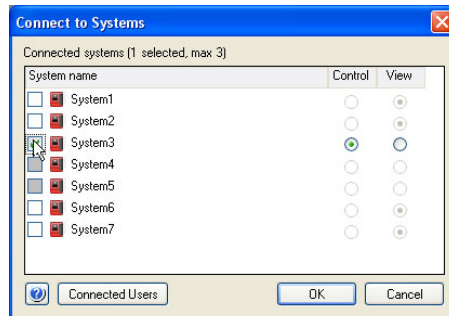 Connect to Systems
Connected systems (1 selected, max 3)
System name Control View
System1
System2
System3
System4
System5
System6
System7
? Connected Users OK Cancel